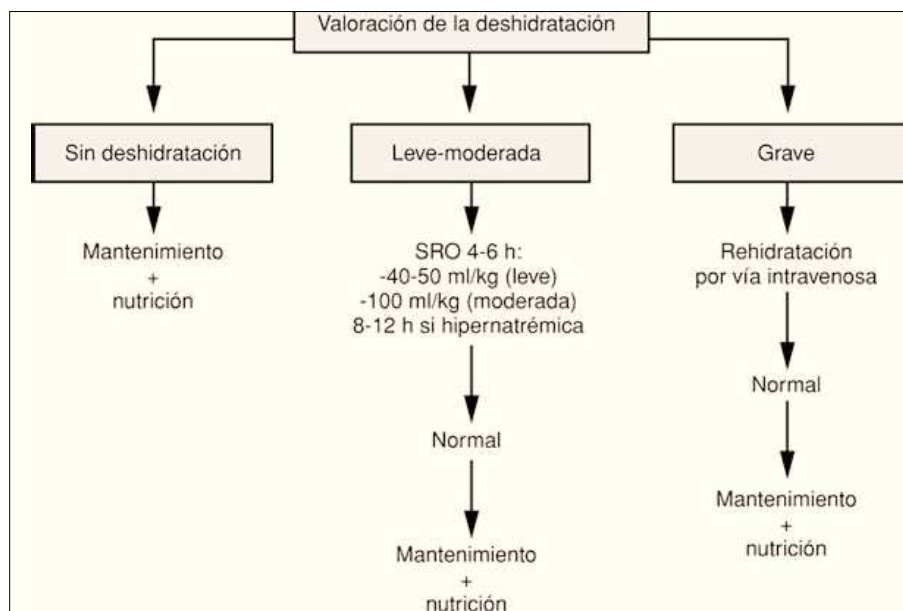 Valoración de la deshidratación
Sin deshidratación
Leve-moderada
Grave
Mantenimiento
+
nutrición
SRO 4-6 h:
-40-50 ml/kg (leve)
-100 ml/kg (moderada)
8-12 h si hipernatrémica
Normal
Mantenimiento
+
nutrición
Rehidratación
por vía intravenosa
Normal
Mantenimiento
+
nutrición